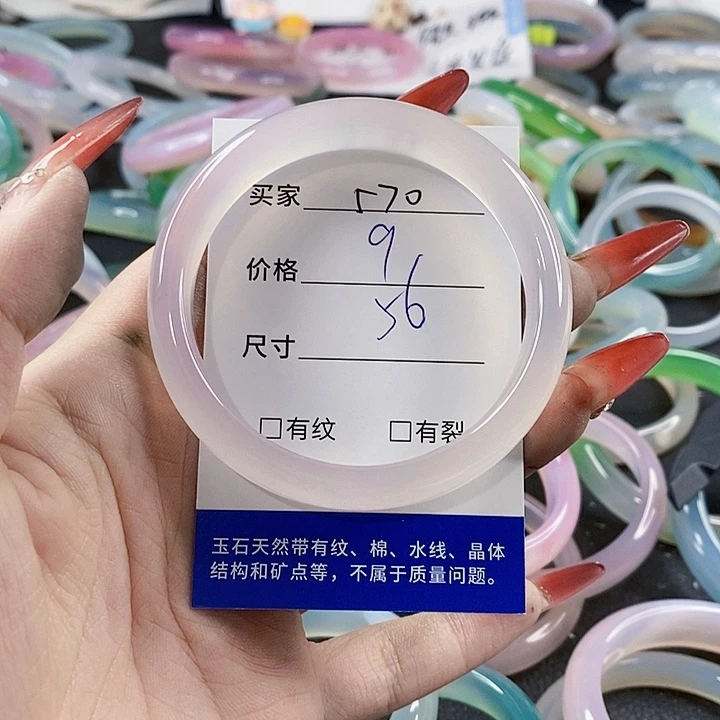 买家 570
价格 9
尺寸 56
□有纹 □有裂
玉石天然带有纹、棉、水线、晶体
结构和矿点等，不属于质量问题。